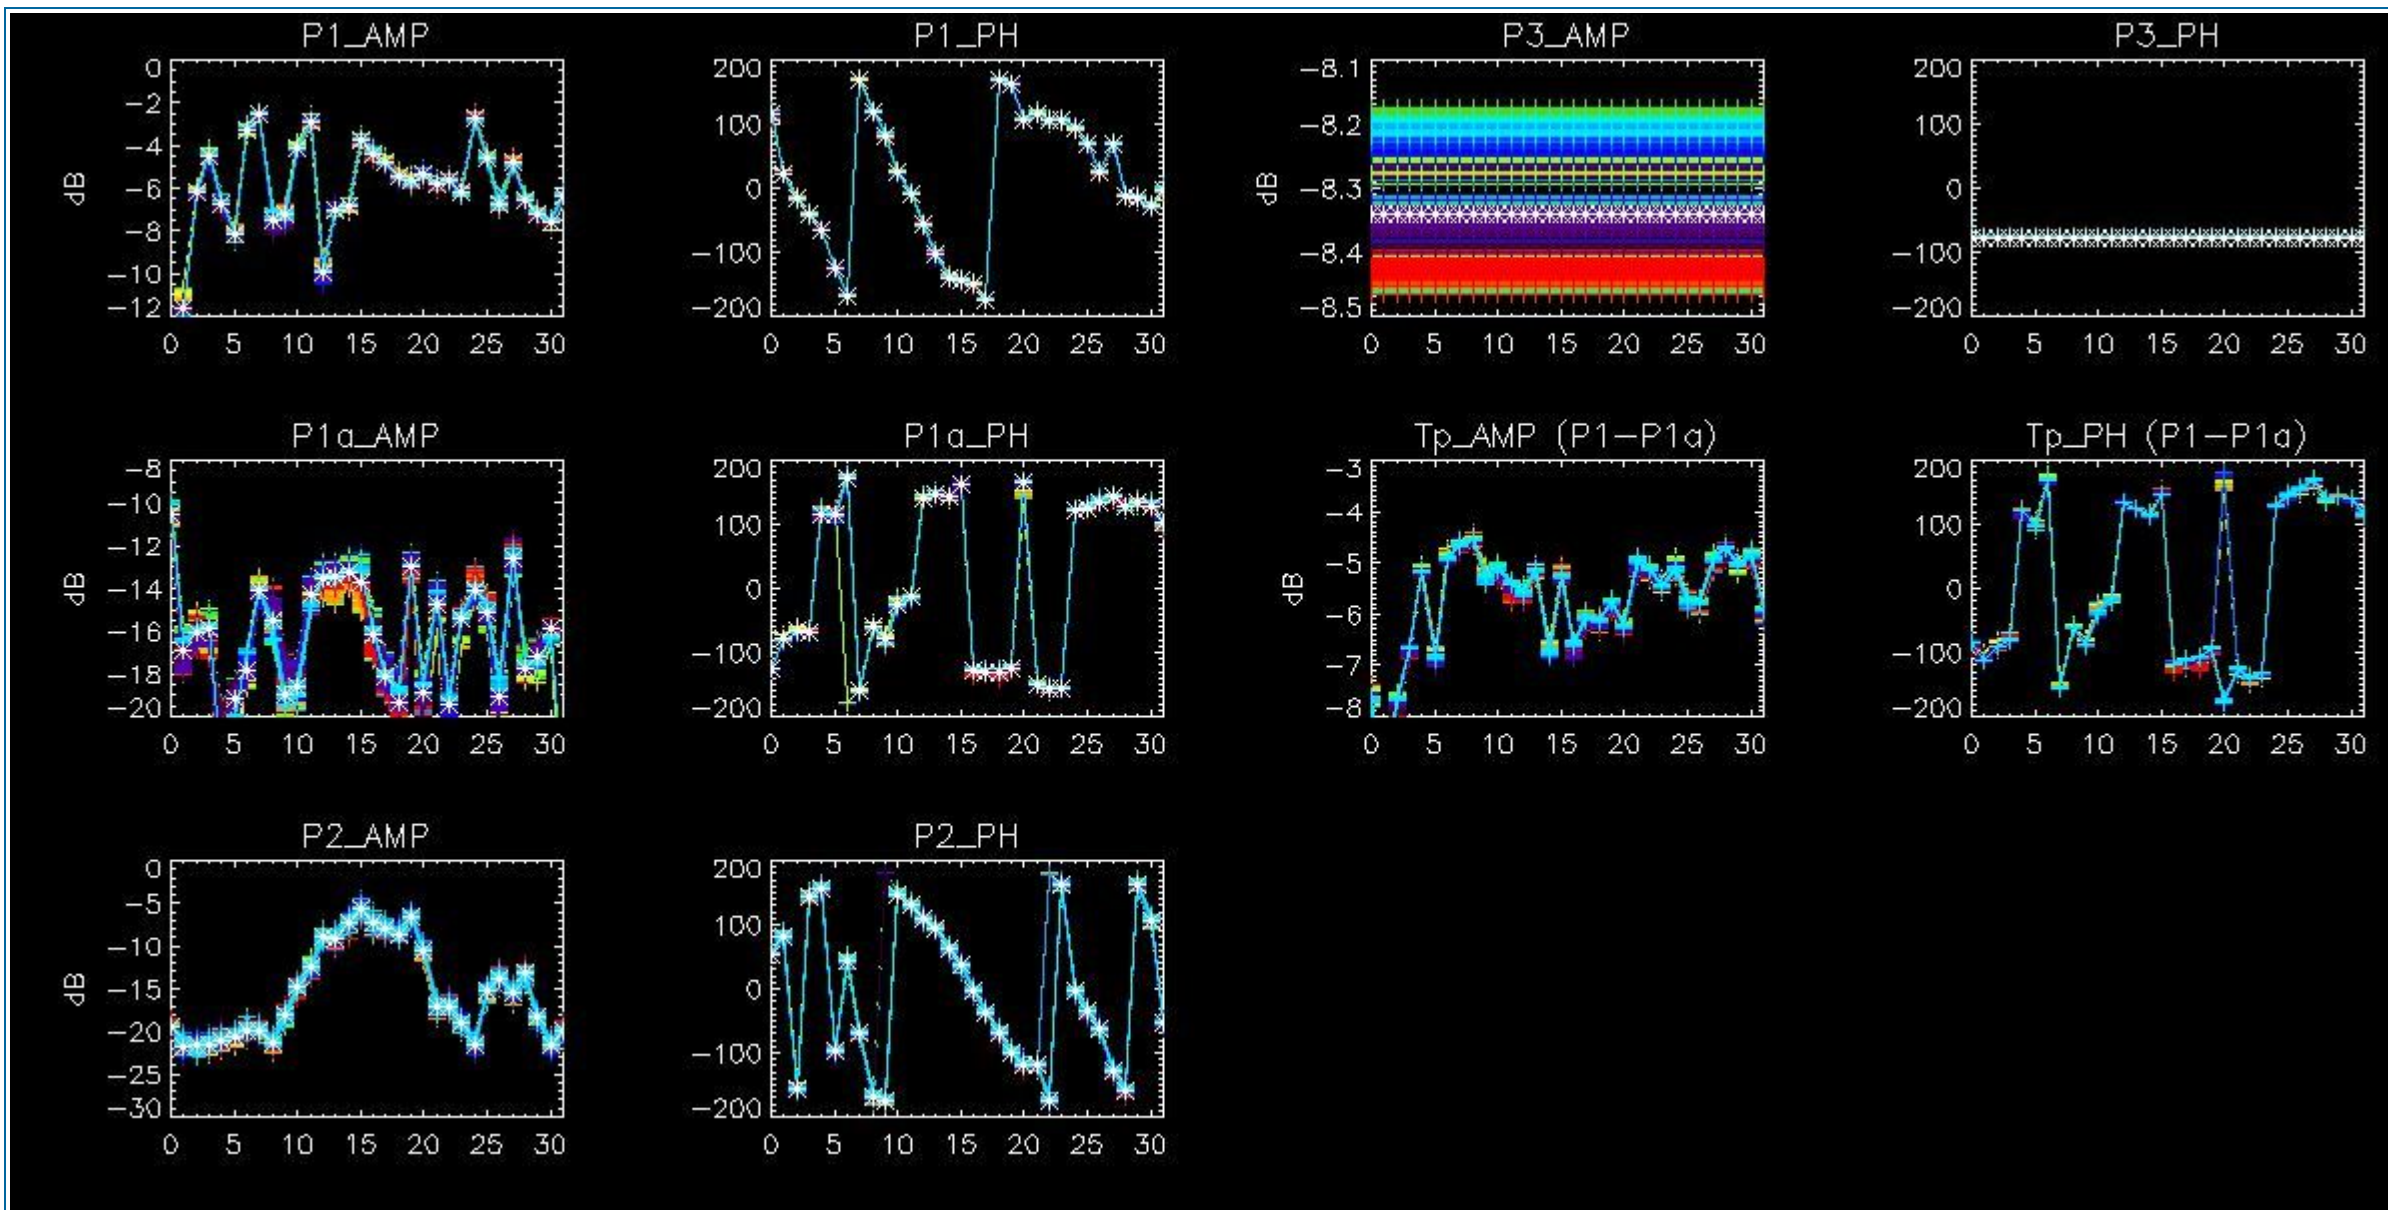 P1_AMP
0
−2
−4
−6
−8
−10
−12
dB
0 5 10 15 20 25 30
P1_PH
200
100
0
−100
−200
0 5 10 15 20 25 30
P3_AMP
−8.1
−8.2
−8.3
−8.4
−8.5
dB
0 5 10 15 20 25 30
P3_PH
200
100
0
−100
−200
0 5 10 15 20 25 30
P1a_AMP
−8
−10
−12
−14
−16
−18
−20
dB
0 5 10 15 20 25 30
P1a_PH
200
100
0
−100
−200
0 5 10 15 20 25 30
Tp_AMP (P1−P1a)
−3
−4
−5
−6
−7
−8
dB
0 5 10 15 20 25 30
Tp_PH (P1−P1a)
200
100
0
−100
−200
0 5 10 15 20 25 30
P2_AMP
0
−5
−10
−15
−20
−25
−30
dB
0 5 10 15 20 25 30
P2_PH
200
100
0
−100
−200
0 5 10 15 20 25 30